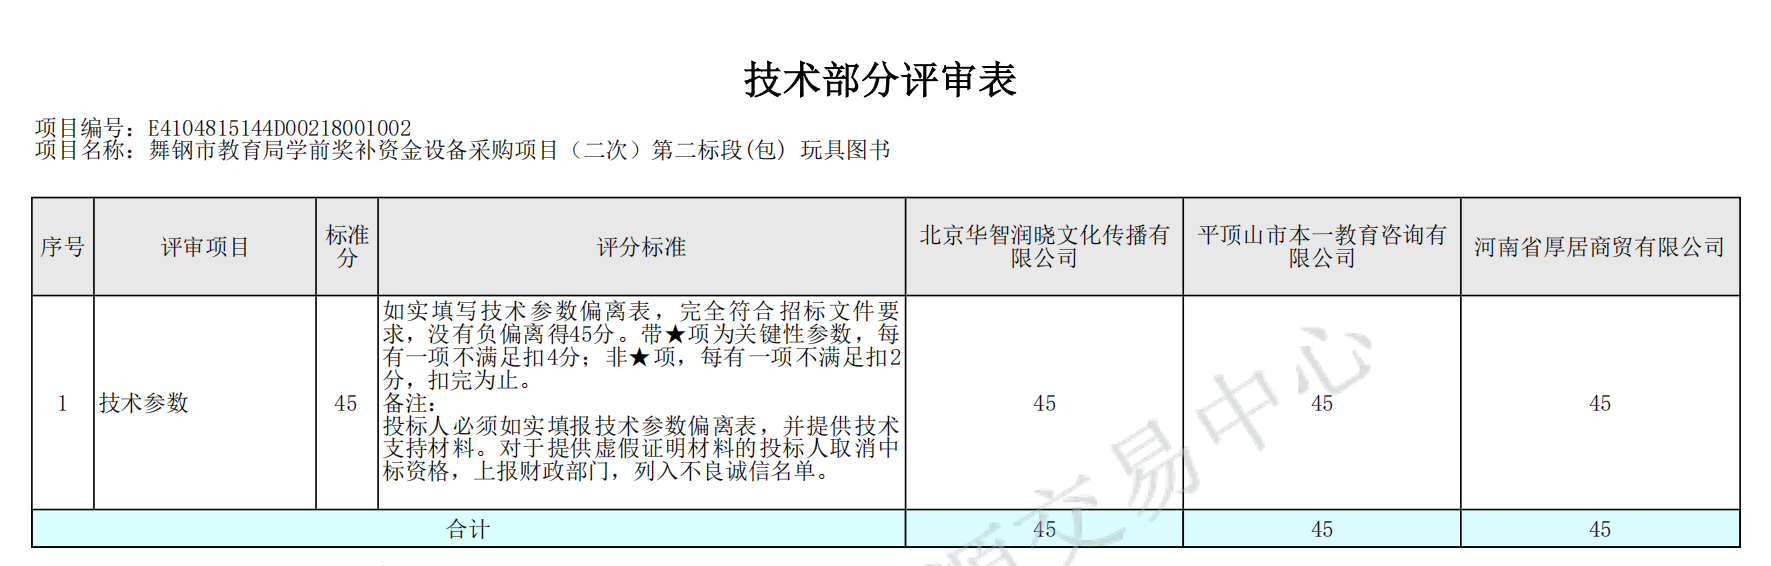 技术部分评审表
项目编号：E4104815144D00218001002
项目名称：舞钢市教育局学前奖补资金设备采购项目（二次）第二标段(包) 玩具图书
序号
评审项目
标准
分
评分标准
北京华智润晓文化传播有
限公司
平顶山市本一教育咨询有
限公司
河南省厚居商贸有限公司
1
技术参数
45
如实填写技术参数偏离表，完全符合招标文件要
求，没有负偏离得45分。带★项为关键性参数，每
有一项不满足扣4分；非★项，每有一项不满足扣2
分，扣完为止。
备注：
投标人必须如实填报技术参数偏离表，并提供技术
支持材料。对于提供虚假证明材料的投标人取消中
标资格，上报财政部门，列入不良诚信名单。
45
45
45
合计
45
45
45
源交易中心